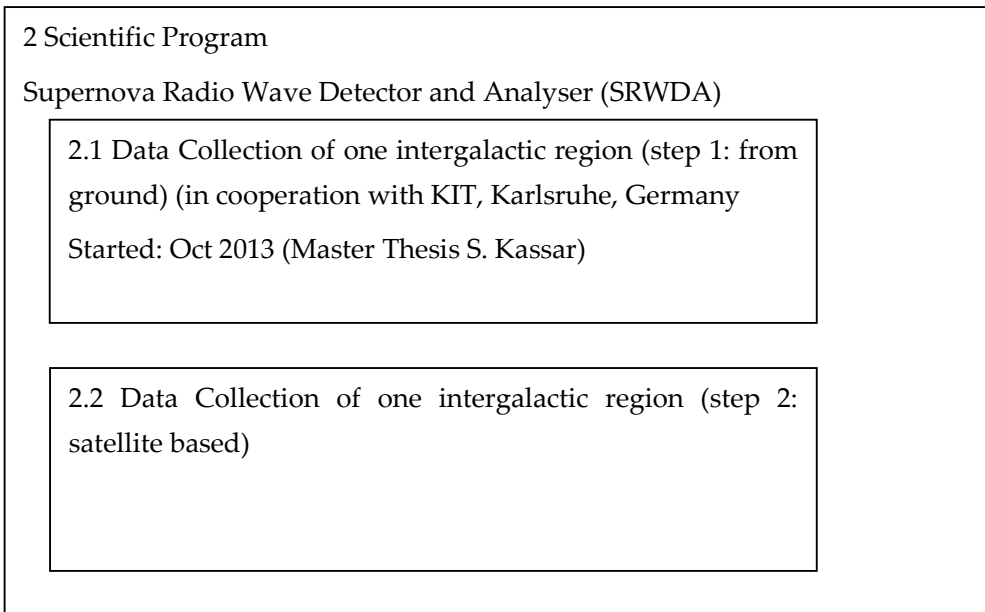 2 Scientific Program
Supernova Radio Wave Detector and Analyser (SRWDA)
2.1 Data Collection of one intergalactic region (step 1: from
ground) (in cooperation with KIT, Karlsruhe, Germany
Started: Oct 2013 (Master Thesis S. Kassar)
2.2 Data Collection of one intergalactic region (step 2:
satellite based)